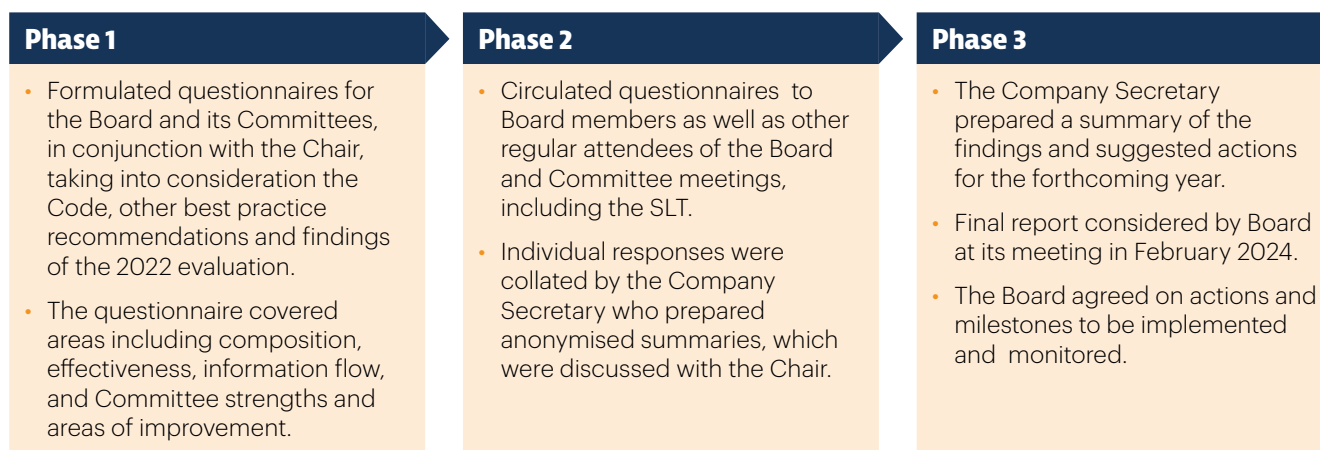 Phase 1
• Formulated questionnaires for
the Board and its Committees,
in conjunction with the Chair,
taking into consideration the
Code, other best practice
recommendations and findings
of the 2022 evaluation.
• The questionnaire covered
areas including composition,
effectiveness, information flow,
and Committee strengths and
areas of improvement.
Phase 2
• Circulated questionnaires to
Board members as well as other
regular attendees of the Board
and Committee meetings,
including the SLT.
• Individual responses were
collated by the Company
Secretary who prepared
anonymised summaries, which
were discussed with the Chair.
Phase 3
• The Company Secretary
prepared a summary of the
findings and suggested actions
for the forthcoming year.
• Final report considered by Board
at its meeting in February 2024.
• The Board agreed on actions and
milestones to be implemented
and monitored.